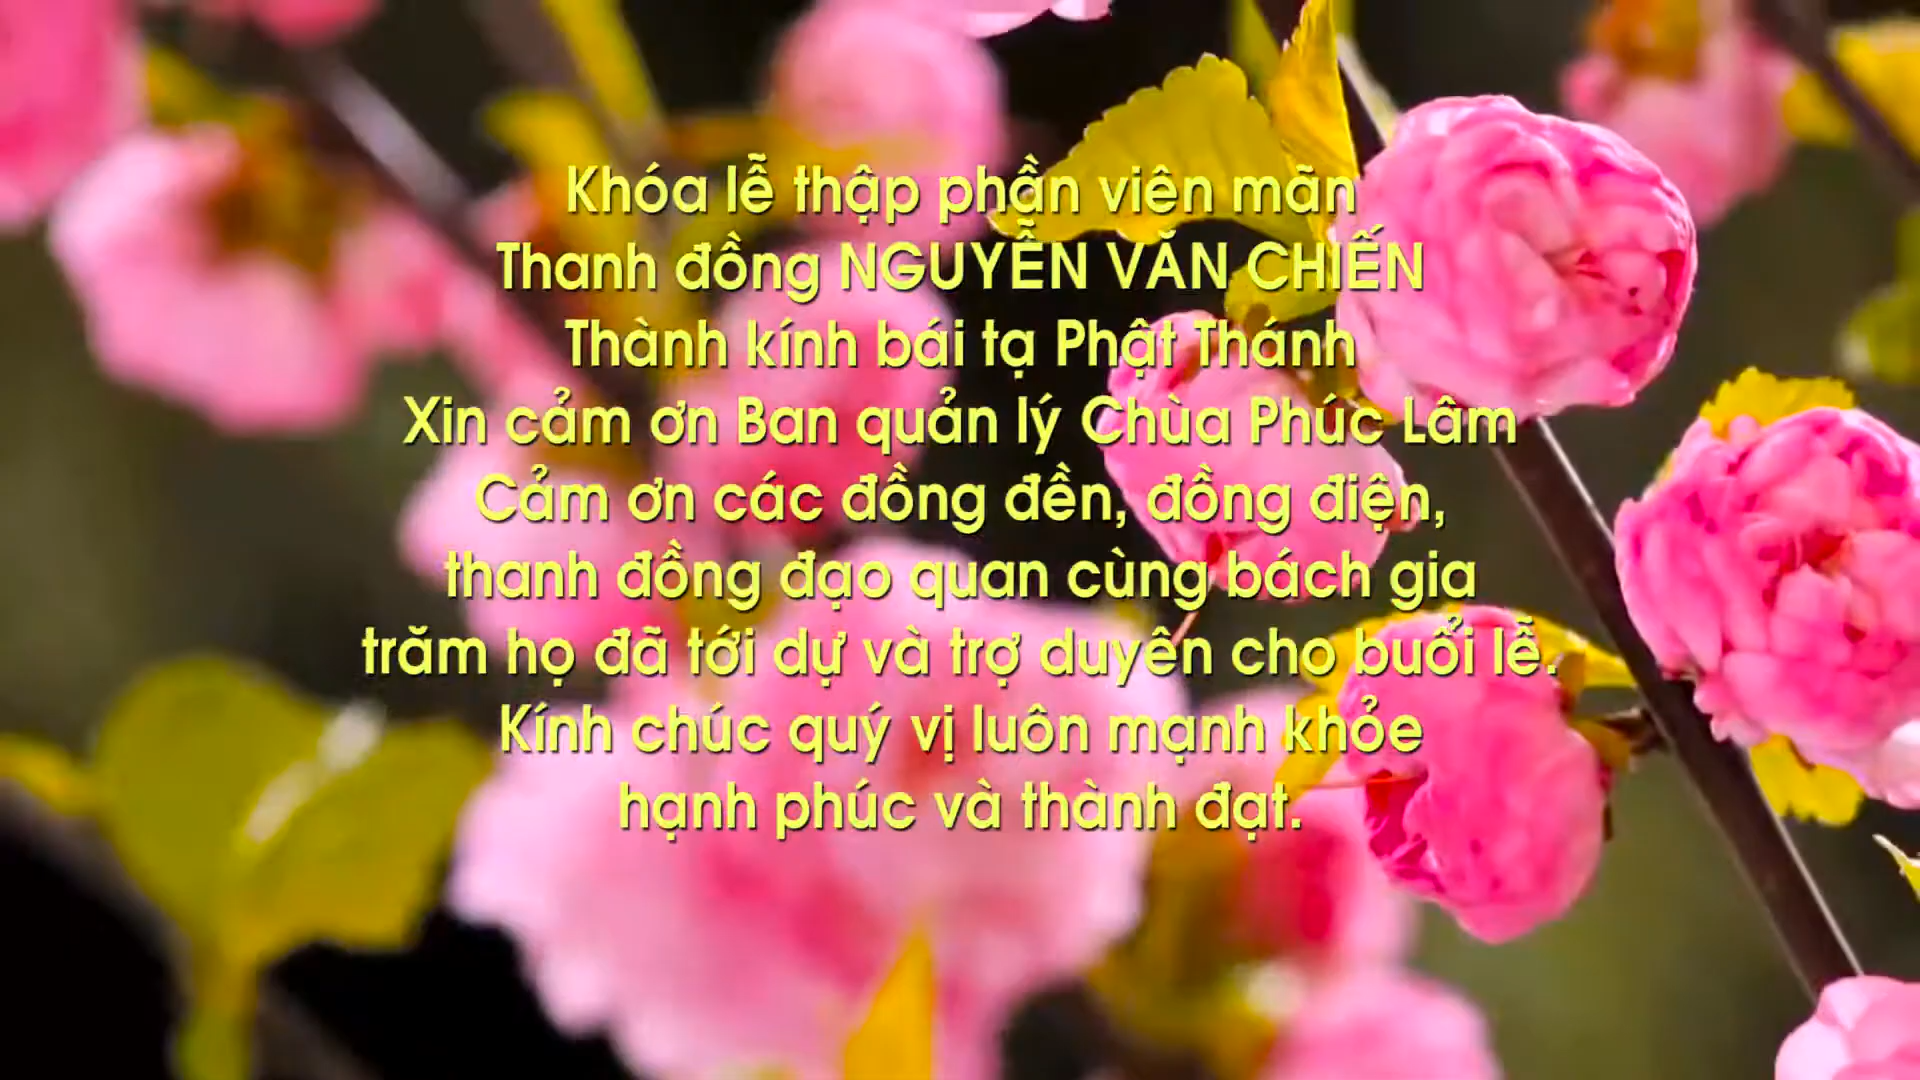 Khóa lễ thập phần viên mãn
Thanh đồng NGUYỄN VĂN CHIẾN
Thành kính bái tạ Phật Thánh
Xin cảm ơn Ban quản lý Chùa Phúc Lâm
Cảm ơn các đồng đền, đồng điện,
thanh đồng đạo quan cùng bách gia
trăm họ đã tới dự và trợ duyên cho buổi lễ.
Kính chúc quý vị luôn mạnh khỏe
hạnh phúc và thành đạt.